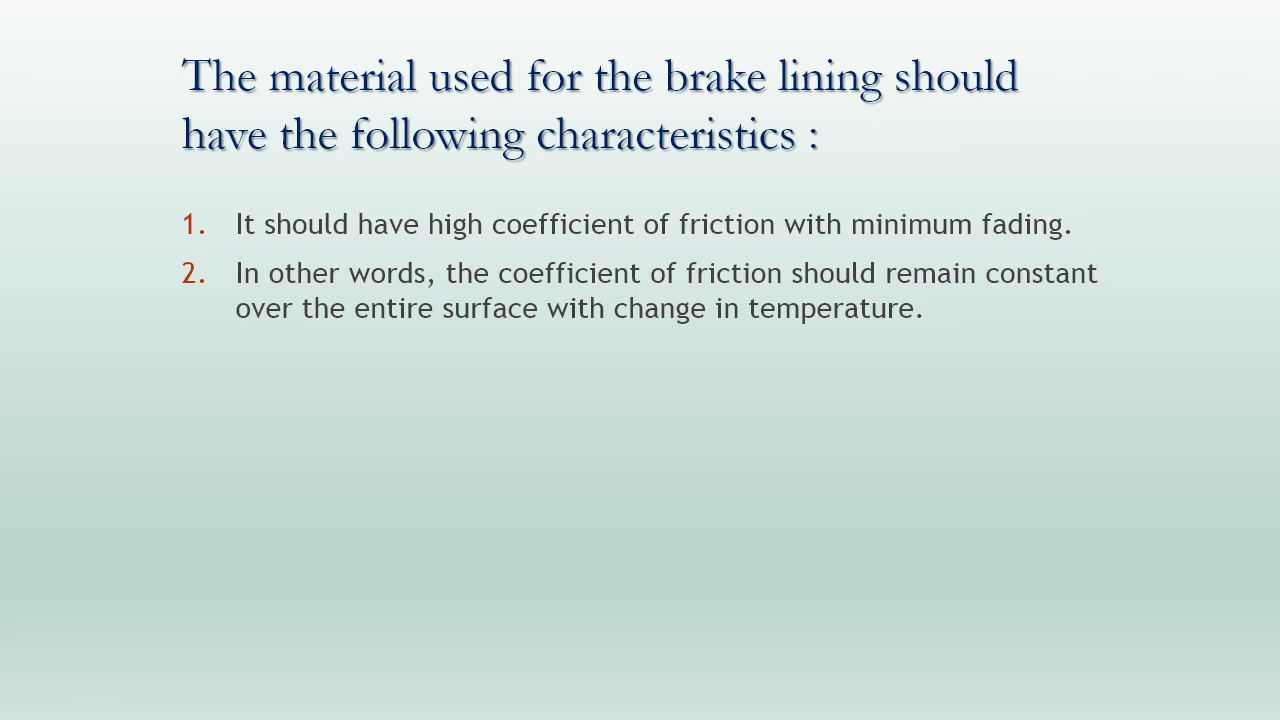 The material used for the brake lining should
have the following characteristics :
1. It should have high coefficient of friction with minimum fading.
2. In other words, the coefficient of friction should remain constant
over the entire surface with change in temperature.